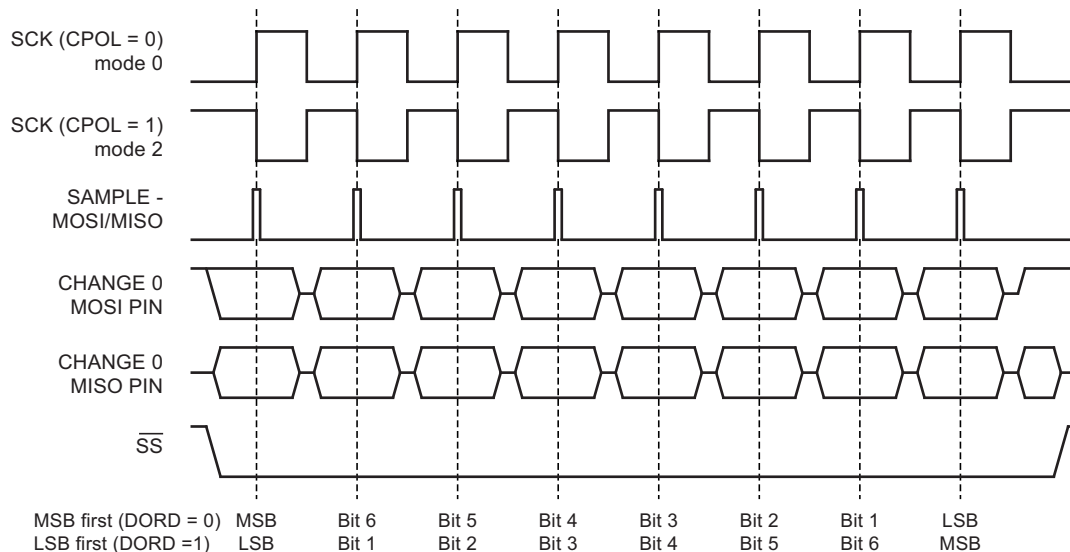 SCK (CPOL = 0)
mode 0
SCK (CPOL = 1)
mode 2
SAMPLE -
MOSI/MISO
CHANGE 0
MOSI PIN
CHANGE 0
MISO PIN
SS
MSB first (DORD = 0) MSB Bit 6 Bit 5 Bit 4 Bit 3 Bit 2 Bit 1 LSB
LSB first (DORD =1) LSB Bit 1 Bit 2 Bit 3 Bit 4 Bit 5 Bit 6 MSB